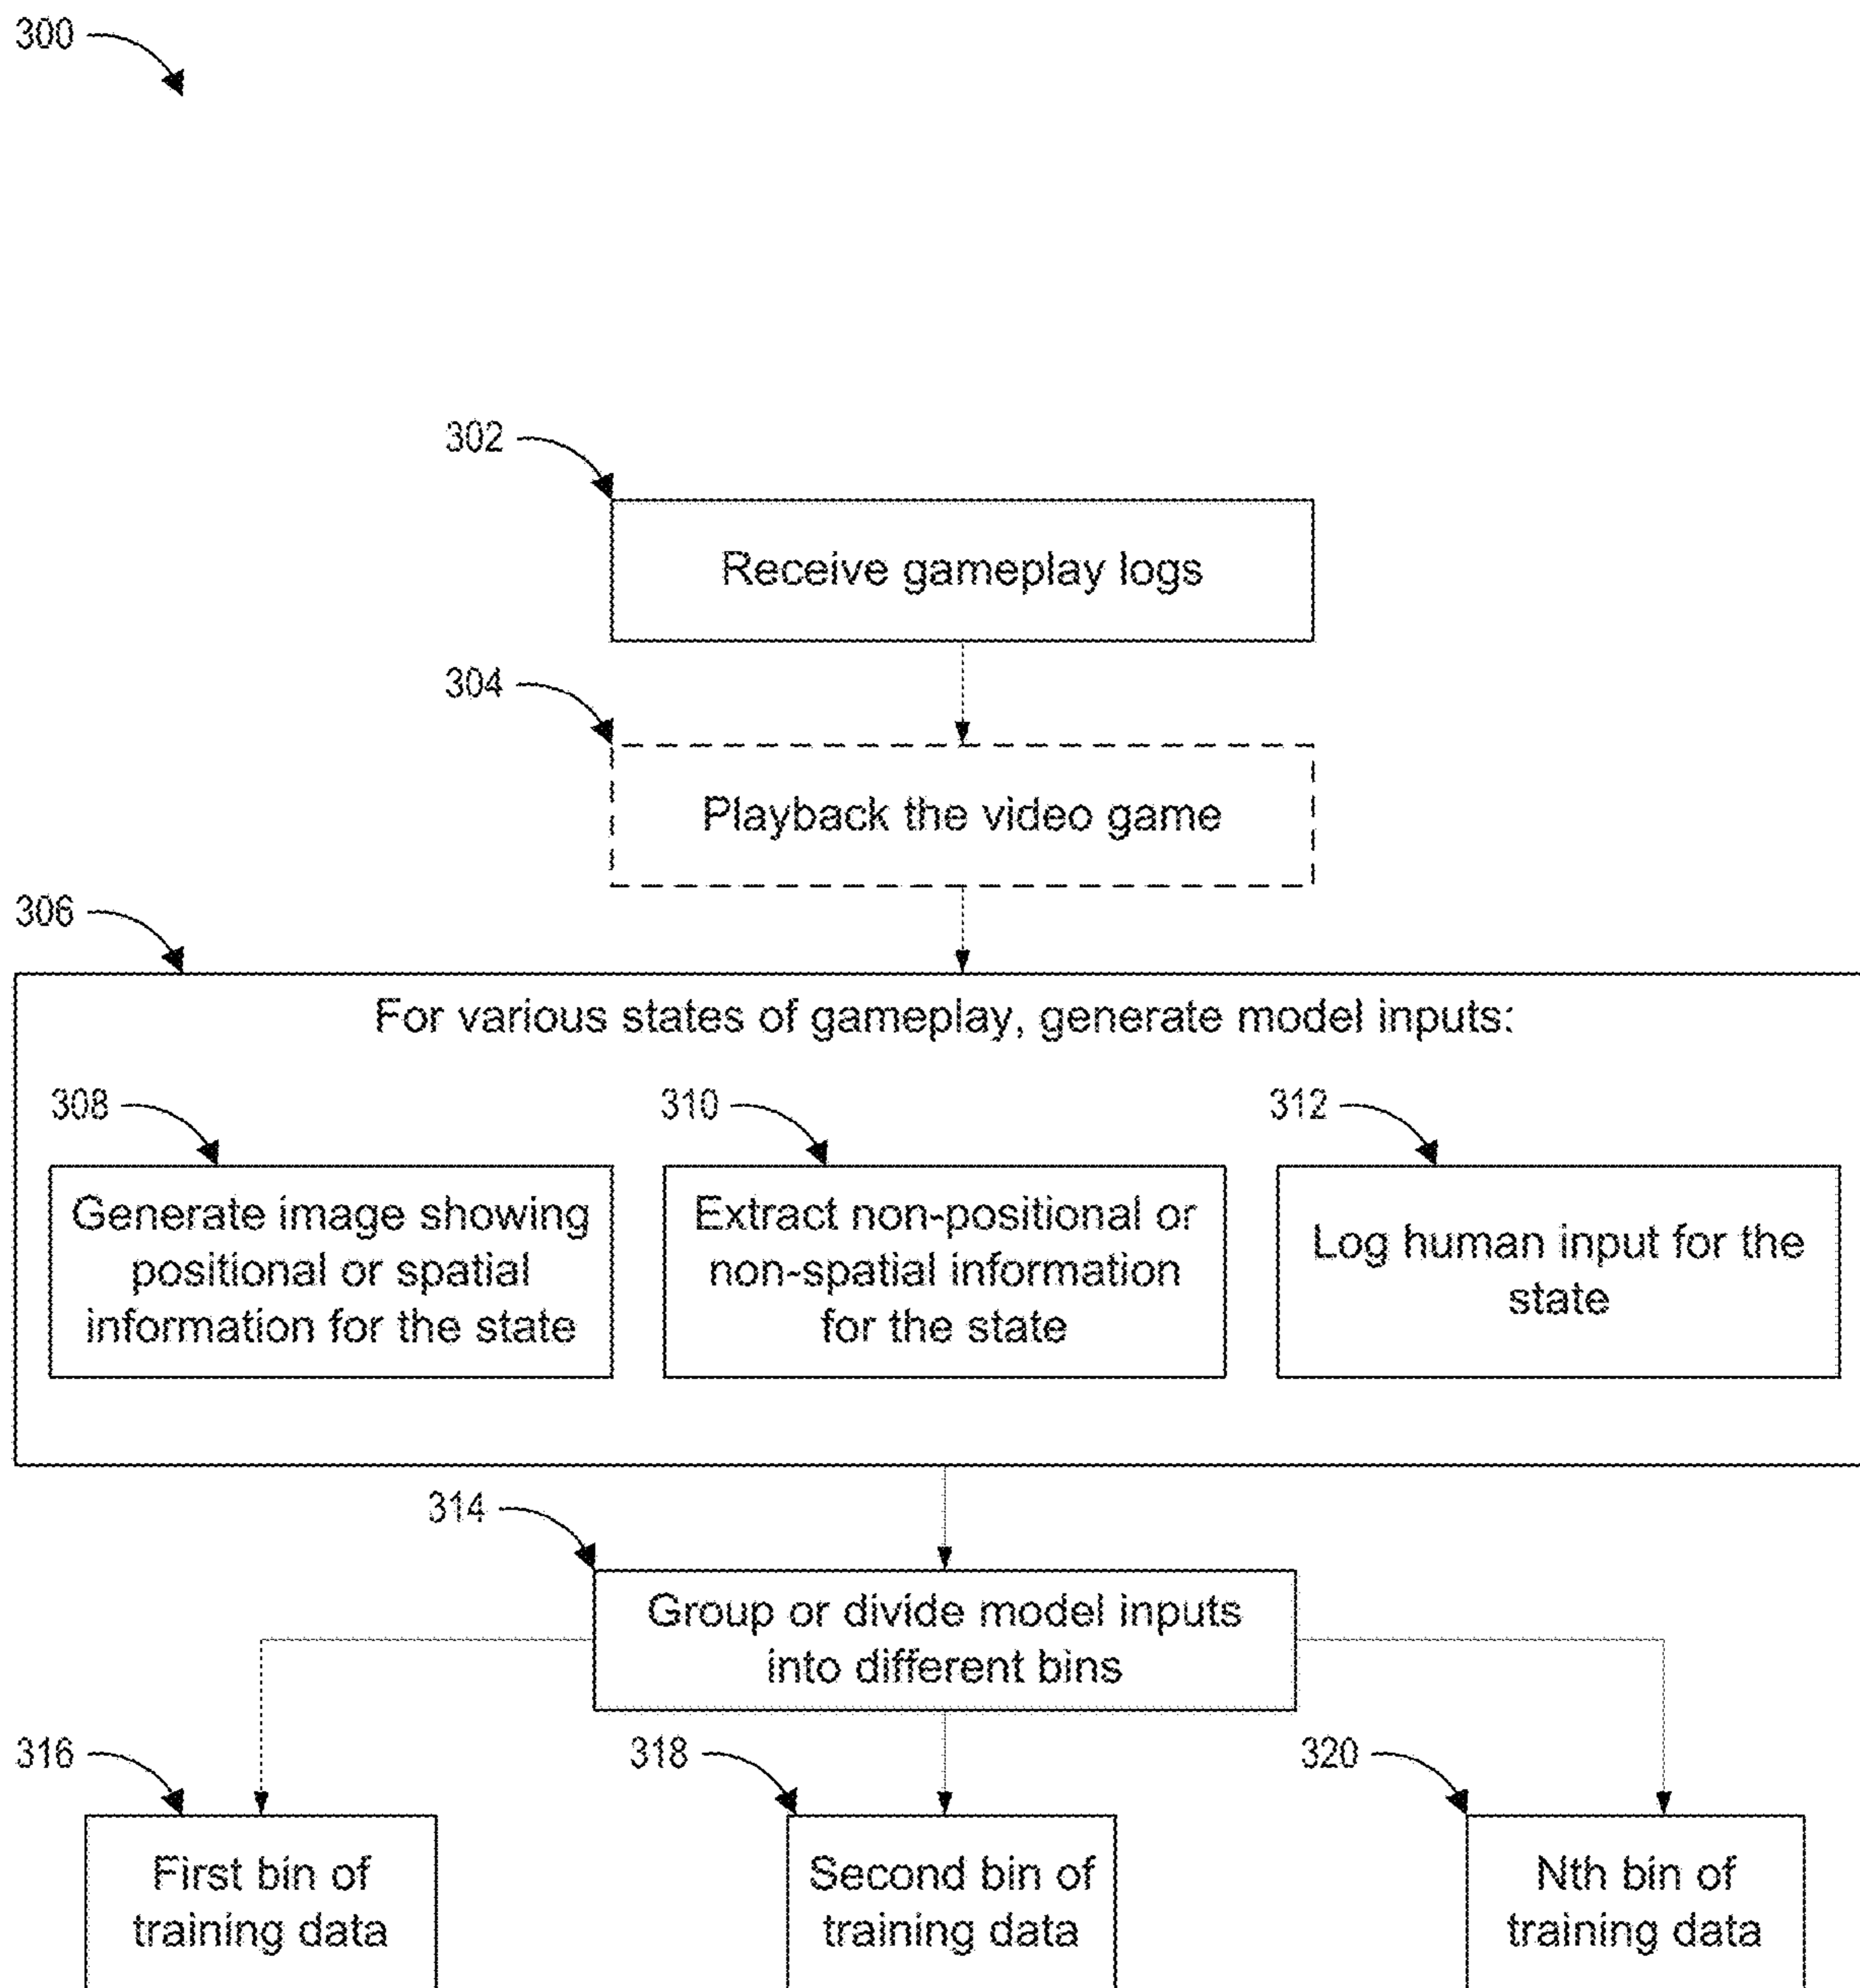 300
302
Receive gameplay logs
304
Playback the video game
306
For various states of gameplay, generate model inputs:
308
Generate image showing
positional or spatial
information for the state
310
Extract non-positional or
non-spatial information
for the state
312
Log human input for the
state
314
Group or divide model inputs
into different bins
316
First bin of
training data
318
Second bin of
training data
320
Nth bin of
training data